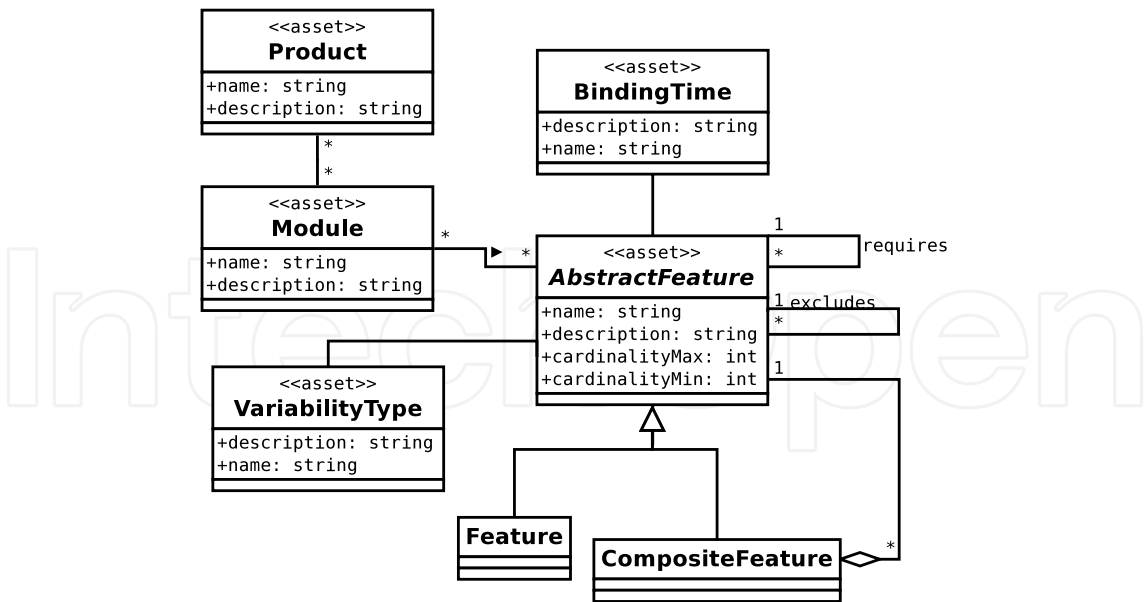 <<asset>>
Product
+name: string
+description: string
*
*
<<asset>>
Module
+name: string
+description: string
*
*
<<asset>>
BindingTime
+description: string
+name: string
<<asset>>
AbstractFeature
+name: string
+description: string
+cardinalityMax: int
+cardinalityMin: int
1
*
requires
1
excludes
*
1
*
<<asset>>
VariabilityType
+description: string
+name: string
Feature
CompositeFeature
IntechOpen